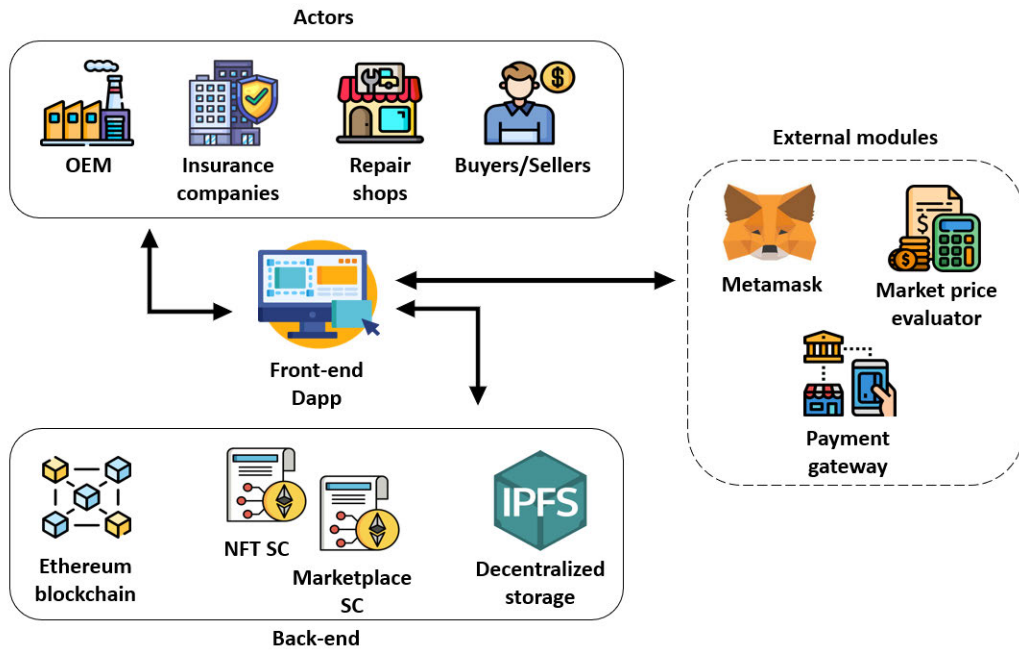 Actors
OEM
Insurance
companies
Repair
shops
Buyers/Sellers
External modules
$
Metamask
Market price
evaluator
Payment
gateway
Front-end
Dapp
Ethereum
blockchain
NFT SC
Marketplace
SC
IPFS
Decentralized
storage
Back-end